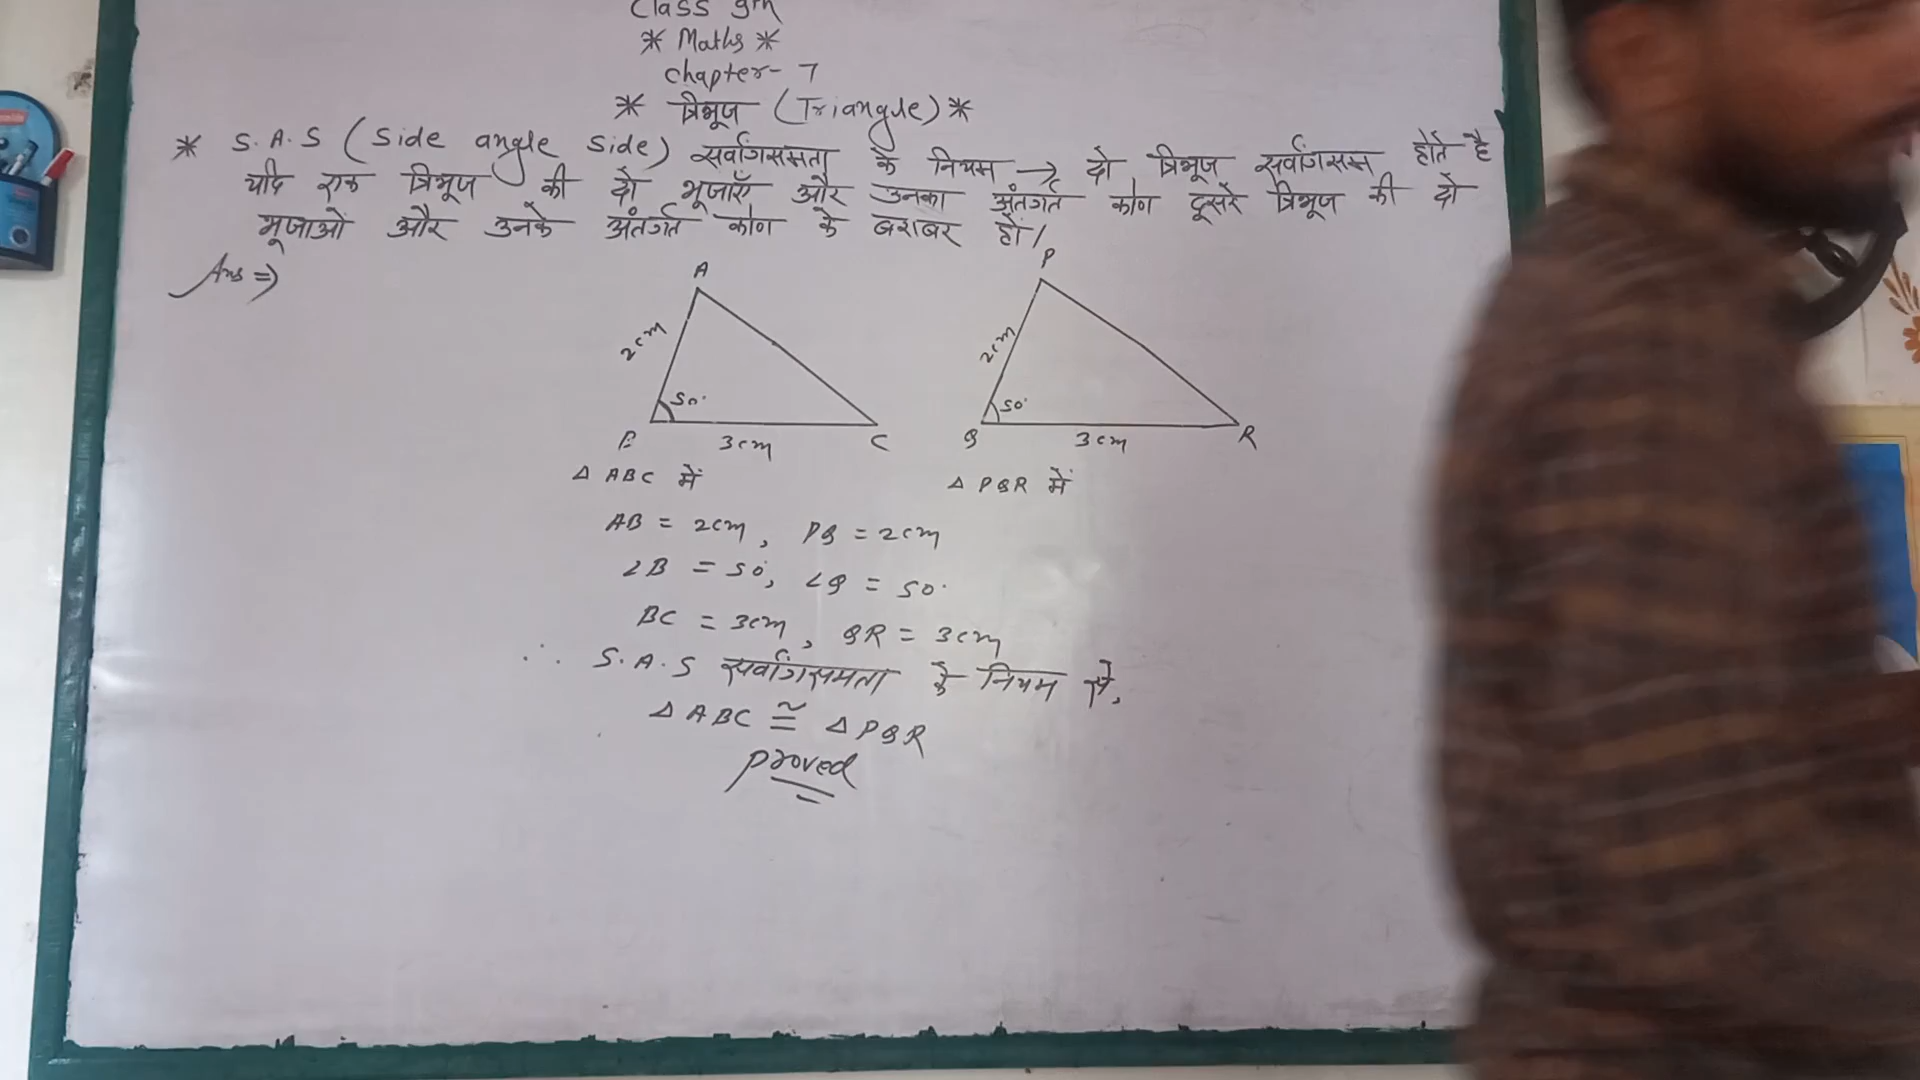 Class 9th
* Maths *
Chapter- 7
* त्रिभूज (Triangule) *
* S.A.S (Side angle Side) सर्वांगसमता के नियम → दो त्रिभूज सर्वांगसम होते है
यदि एक त्रिभूज की दो भूजाएँ और उनका अंतर्गत कोण दूसरे त्रिभूज की दो
भूजाओं और उनके अंतर्गत कोण के बराबर हों।
Ans ⇒
A
P
2cm
2cm
50°
50°
B
3cm
C
Q
3cm
R
△ ABC में
△ PQR में
AB = 2cm, PQ = 2cm
∠B = 50°, ∠Q = 50°
BC = 3cm, QR = 3cm
∴ S.A.S सर्वांगसमता के नियम से,
△ ABC ≅ △ PQR
proved